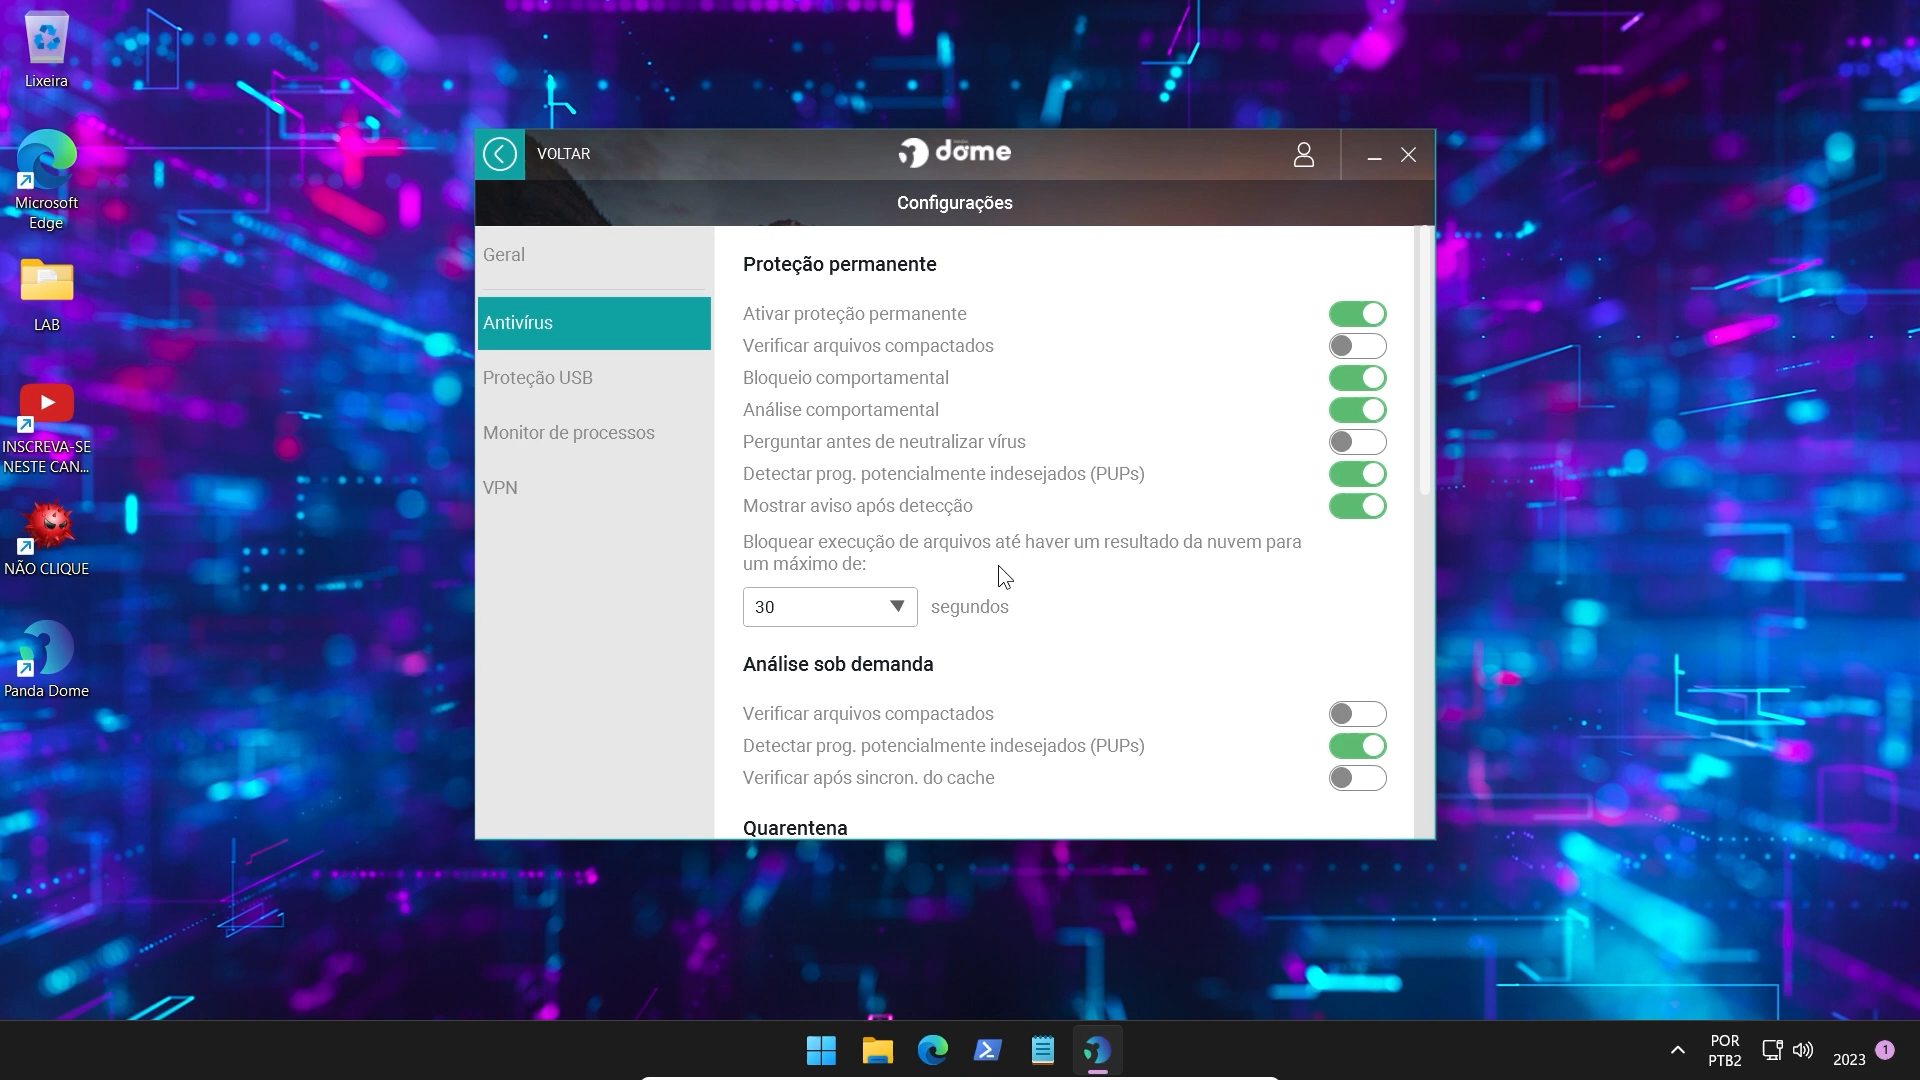 Lixeira
Microsoft
Edge
LAB
INSCREVA-SE
NESTE CAN...
NÃO CLIQUE
Panda Dome
VOLTAR
dome
Configurações
Geral
Antivírus
Proteção USB
Monitor de processos
VPN
Proteção permanente
Ativar proteção permanente
Verificar arquivos compactados
Bloqueio comportamental
Análise comportamental
Perguntar antes de neutralizar vírus
Detectar prog. potencialmente indesejados (PUPs)
Mostrar aviso após detecção
Bloquear execução de arquivos até haver um resultado da nuvem para
um máximo de:
30 segundos
Análise sob demanda
Verificar arquivos compactados
Detectar prog. potencialmente indesejados (PUPs)
Verificar após sincron. do cache
Quarentena
POR
PTB2
2023
1